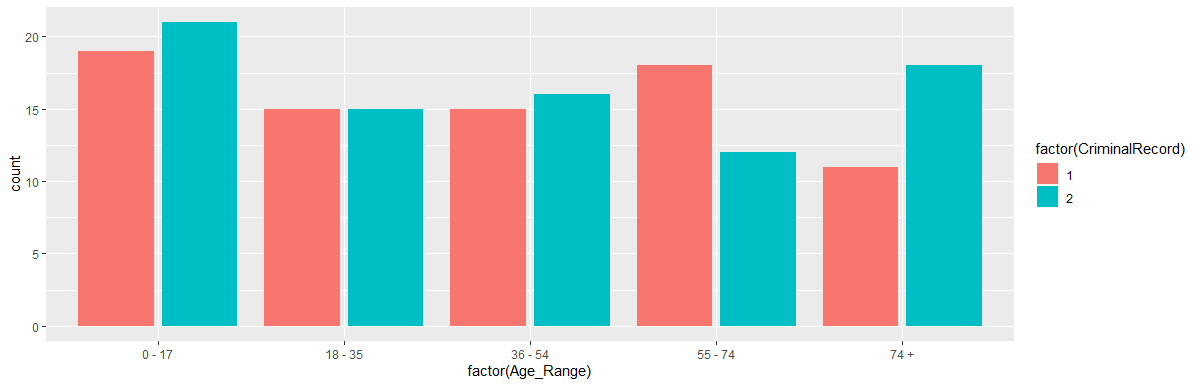 count
20
15
10
5
0
0 - 17
18 - 35
36 - 54
55 - 74
74 +
factor(Age_Range)
factor(CriminalRecord)
1
2